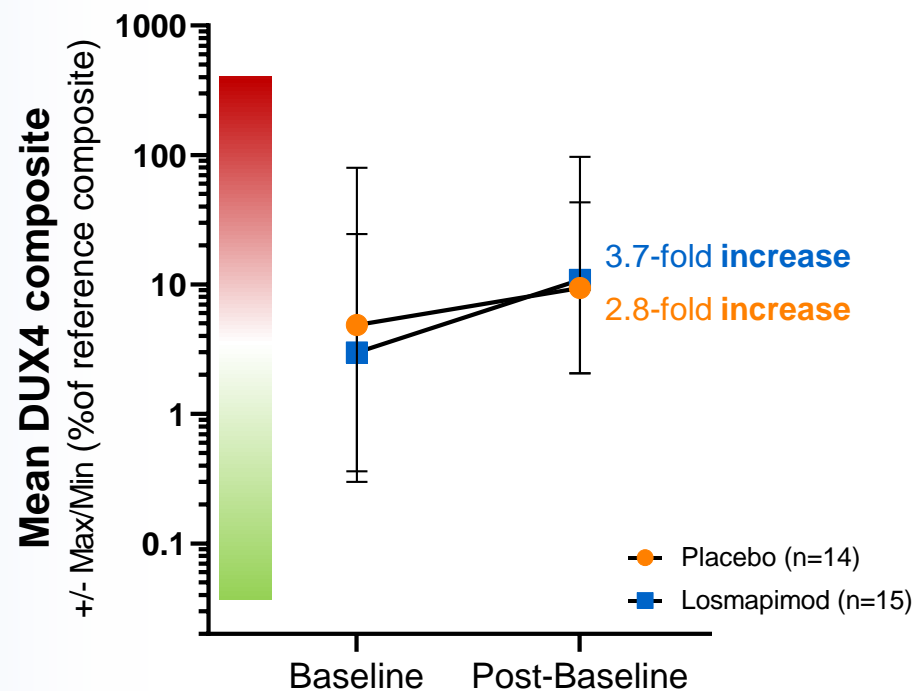 Mean DUX4 composite
+/- Max/Min (%of reference composite)
1000
100
10
1
0.1
3.7-fold increase
2.8-fold increase
Placebo (n=14)
Losmapimod (n=15)
Baseline Post-Baseline